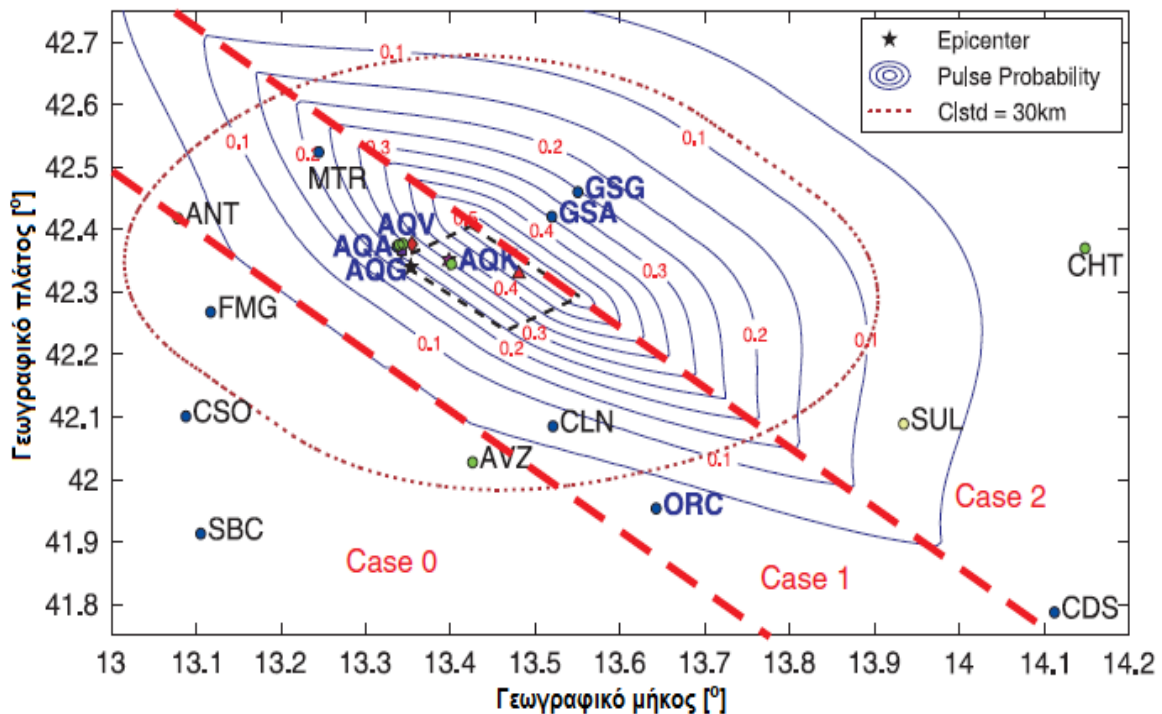 42.7
42.6
42.5
42.4
42.3
42.2
42.1
42
41.9
41.8
Γεωγραφικό πλάτος [º]
Epicenter
Pulse Probability
C|std = 30km
0.1
0.1
0.1
0.2
0.2
0.3
0.5
0.4
0.4
0.3
0.3
0.2
0.2
0.1
0.1
0.1
MTR
ANT
AQV
AQA
AQG
AQK
GSG
GSA
CHT
FMG
CSO
CLN
SUL
AVZ
ORC
SBC
CDS
Case 0
Case 1
Case 2
13 13.1 13.2 13.3 13.4 13.5 13.6 13.7 13.8 13.9 14 14.1 14.2
Γεωγραφικό μήκος [º]